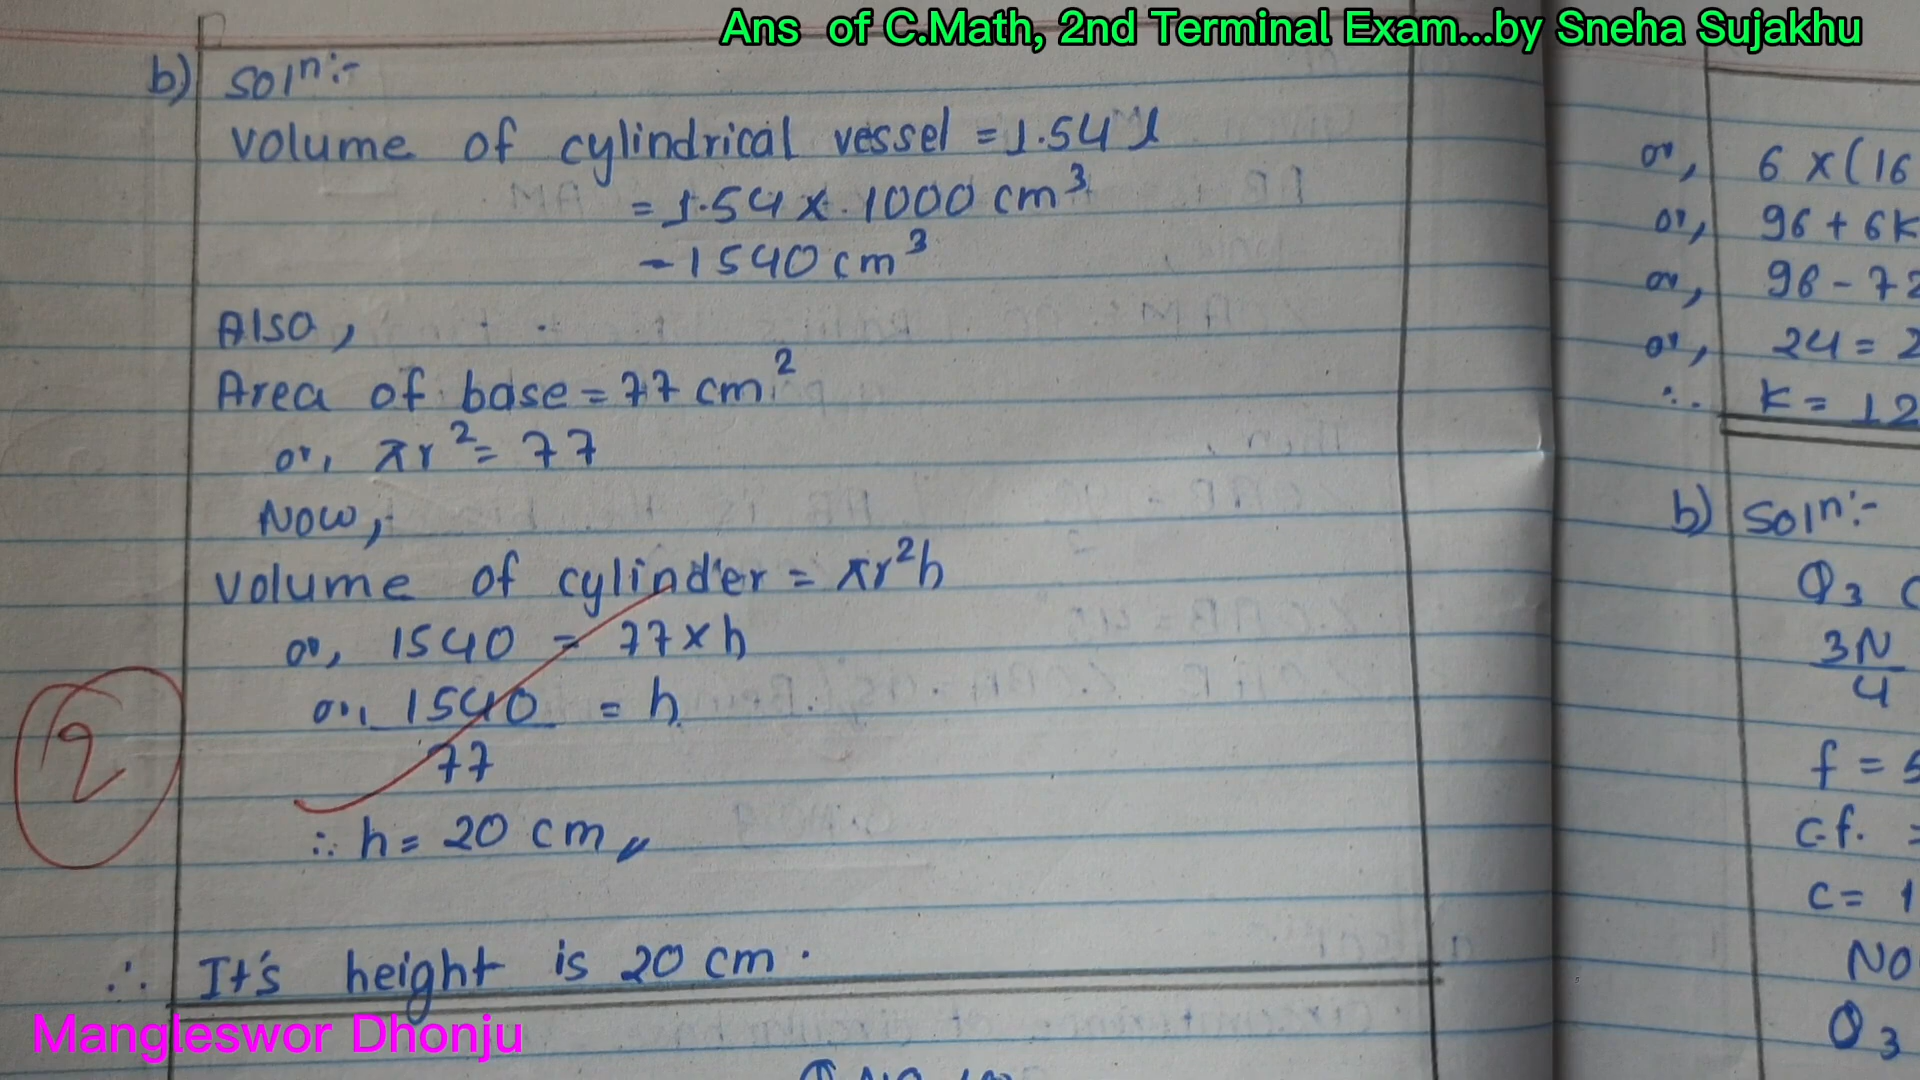 Ans of C.Math, 2nd Terminal Exam...by Sneha Sujakhu
b) Soln:-
Volume of cylindrical vessel = 1.54 l
= 1.54 x 1000 cm³
= 1540 cm³
Also,
Area of base = 77 cm²
or, πr² = 77
Now,
Volume of cylinder = πr²h
or, 1540 = 77 x h
or, 1540 = h
77
2
∴ h = 20 cm,,
∴ It's height is 20 cm.
Mangleswor Dhonju
or, 6 x (16
or, 96 + 6k
or, 96 - 72
or, 24 = 2
∴ k = 12
b) Soln:-
Q₃ C
3N
4
f = 5
c.f. =
c = 1
NO
Q₃